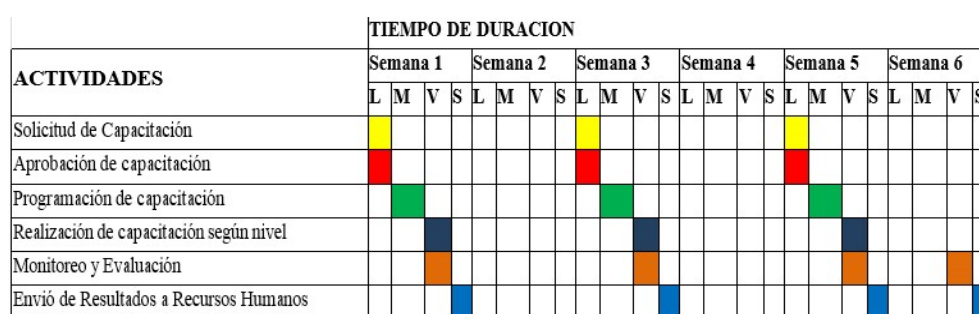 TIEMPO DE DURACION
ACTIVIDADES
Semana 1 Semana 2 Semana 3 Semana 4 Semana 5 Semana 6
L M V S L M V S L M V S L M V S L M V S L M V S
Solicitud de Capacitación
Aprobación de capacitación
Programación de capacitación
Realización de capacitación según nivel
Monitoreo y Evaluación
Envió de Resultados a Recursos Humanos